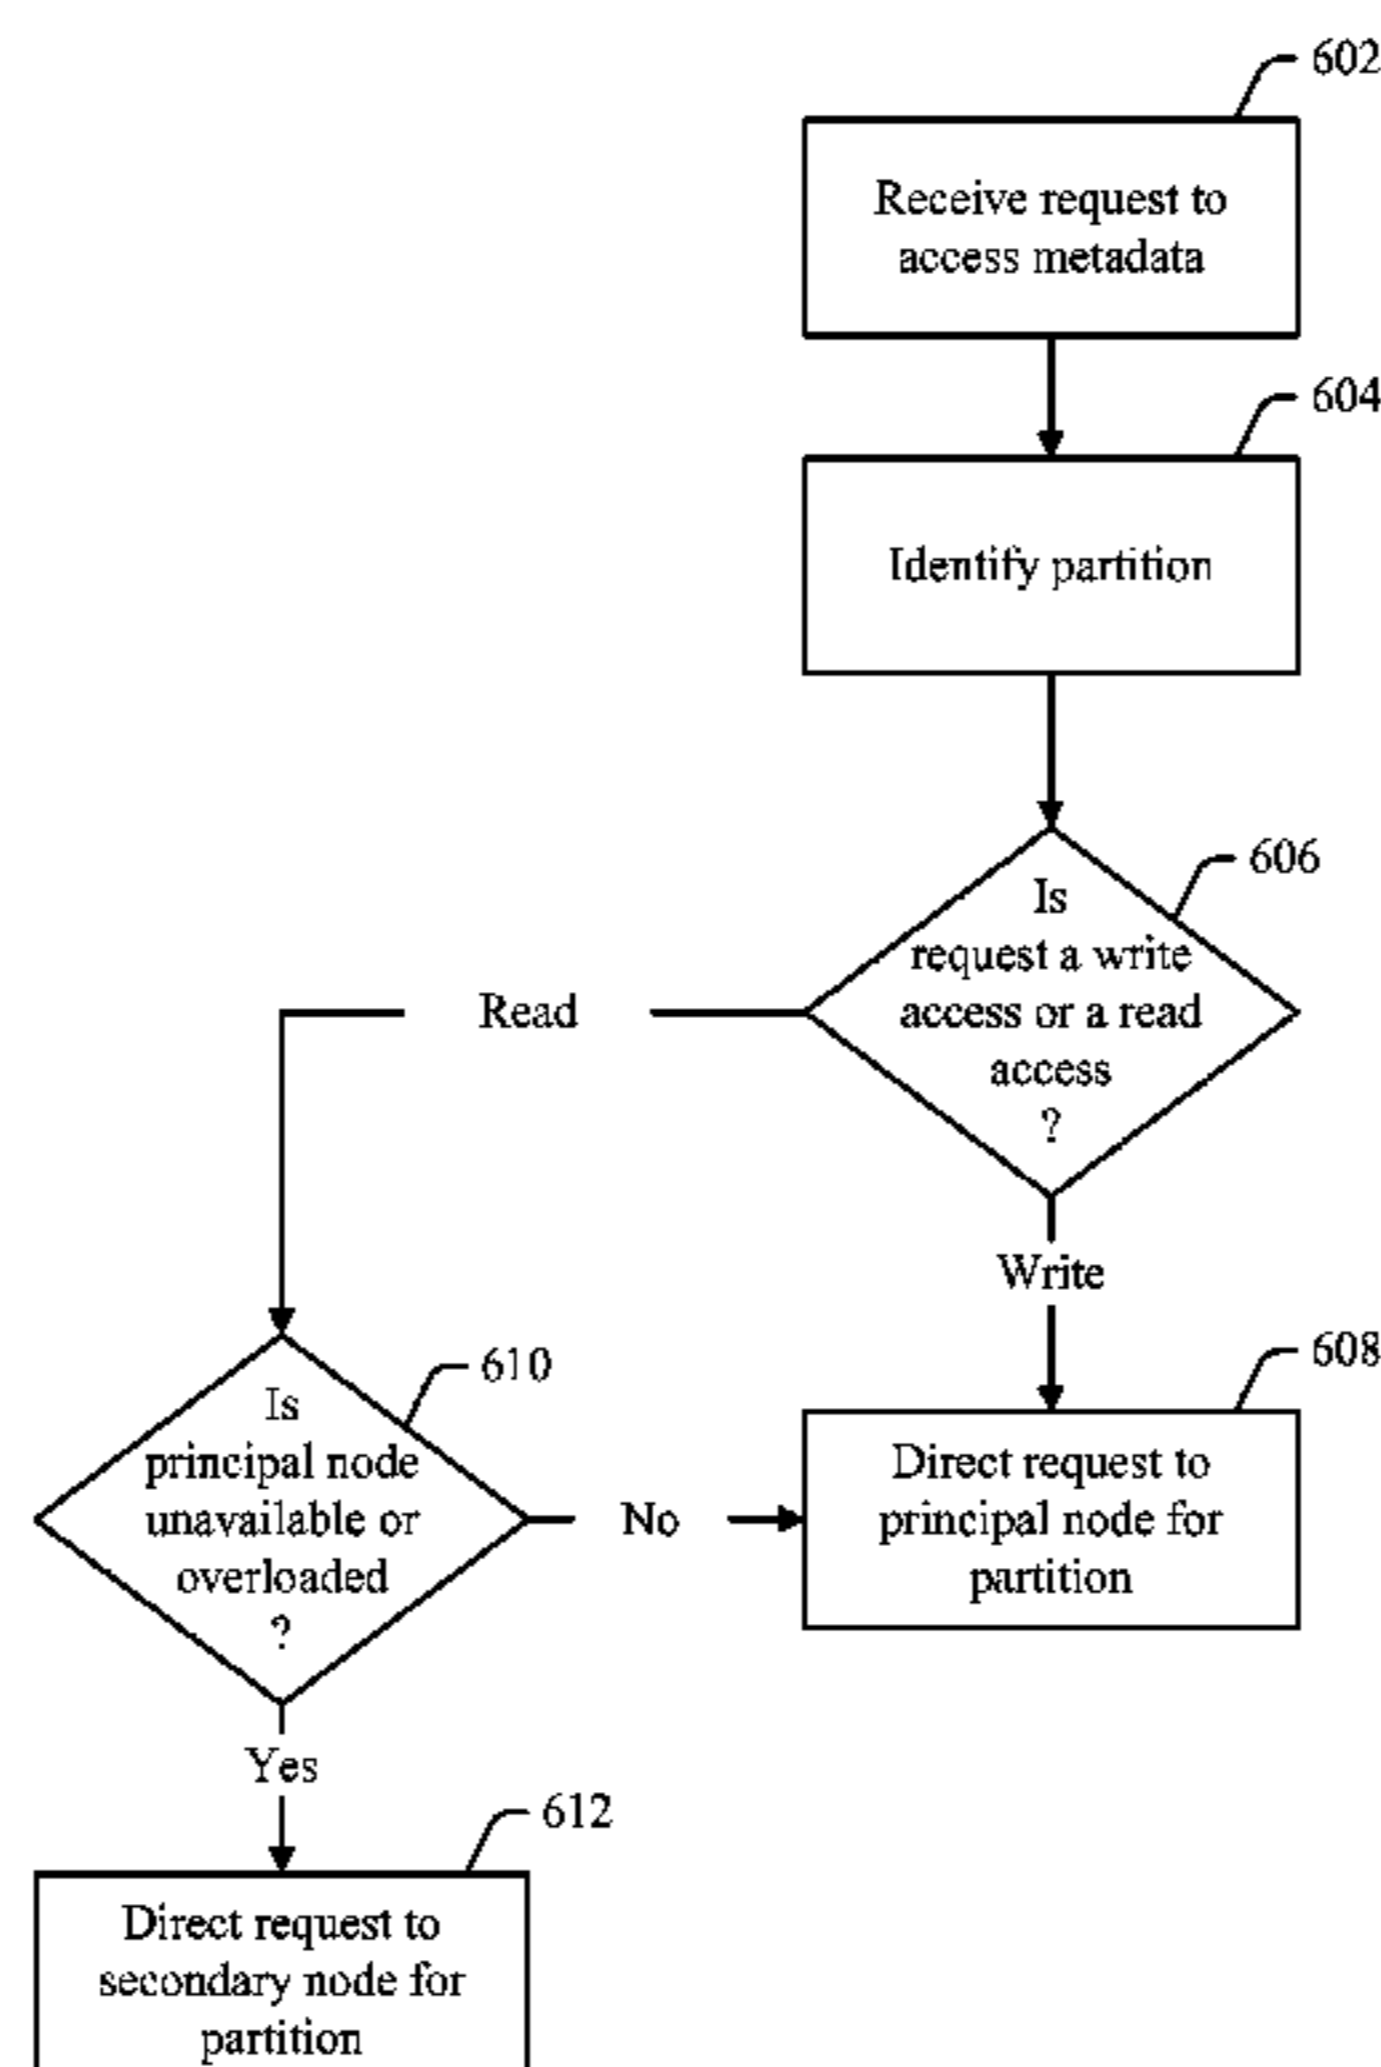 602
Receive request to
access metadata
604
Identify partition
606
Is
request a write
access or a read
access
?
Read
Write
610
Is
principal node
unavailable or
overloaded
?
No
608
Direct request to
principal node for
partition
Yes
612
Direct request to
secondary node for
partition